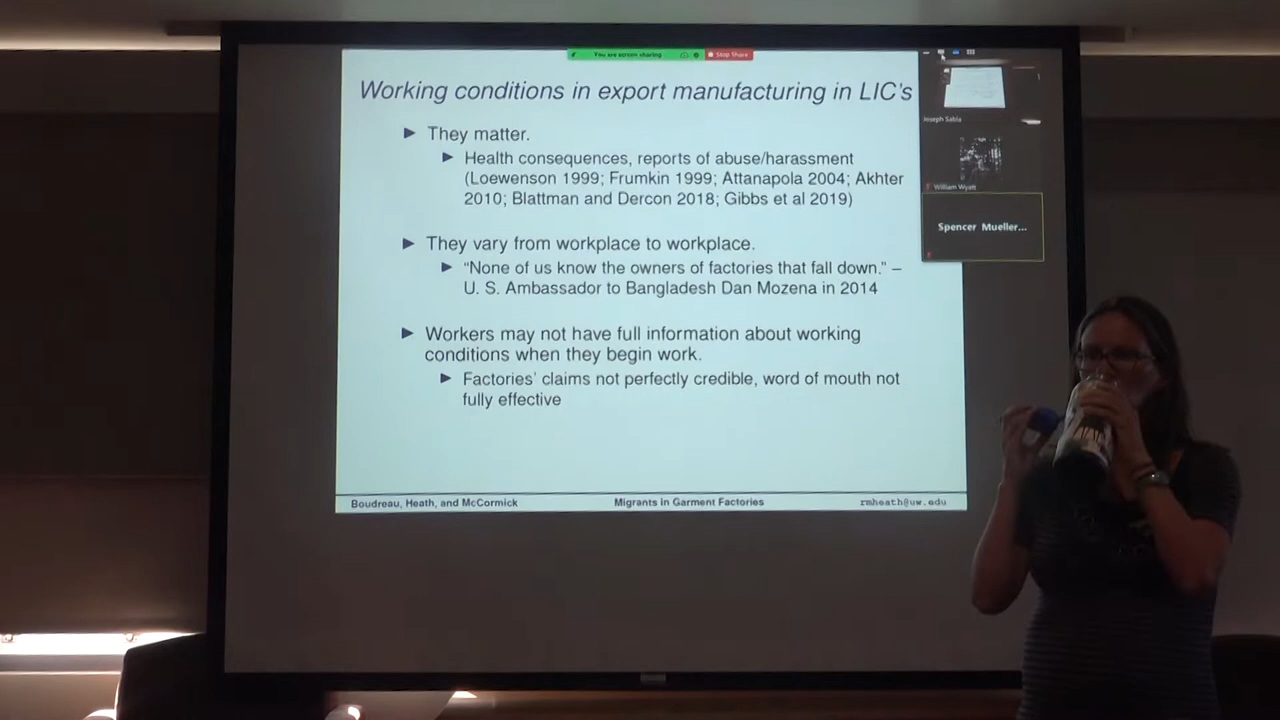 You are screen sharing
Stop Share
Working conditions in export manufacturing in LIC's
They matter.
Health consequences, reports of abuse/harassment
(Loewenson 1999; Frumkin 1999; Attanapola 2004; Akhter
2010; Blattman and Dercon 2018; Gibbs et al 2019)
They vary from workplace to workplace.
“None of us know the owners of factories that fall down.” –
U. S. Ambassador to Bangladesh Dan Mozena in 2014
Workers may not have full information about working
conditions when they begin work.
Factories’ claims not perfectly credible, word of mouth not
fully effective
Boudreau, Heath, and McCormick
Migrants in Garment Factories
rmheath@uw.edu
Joseph Sabia
William Wyatt
Spencer Mueller...